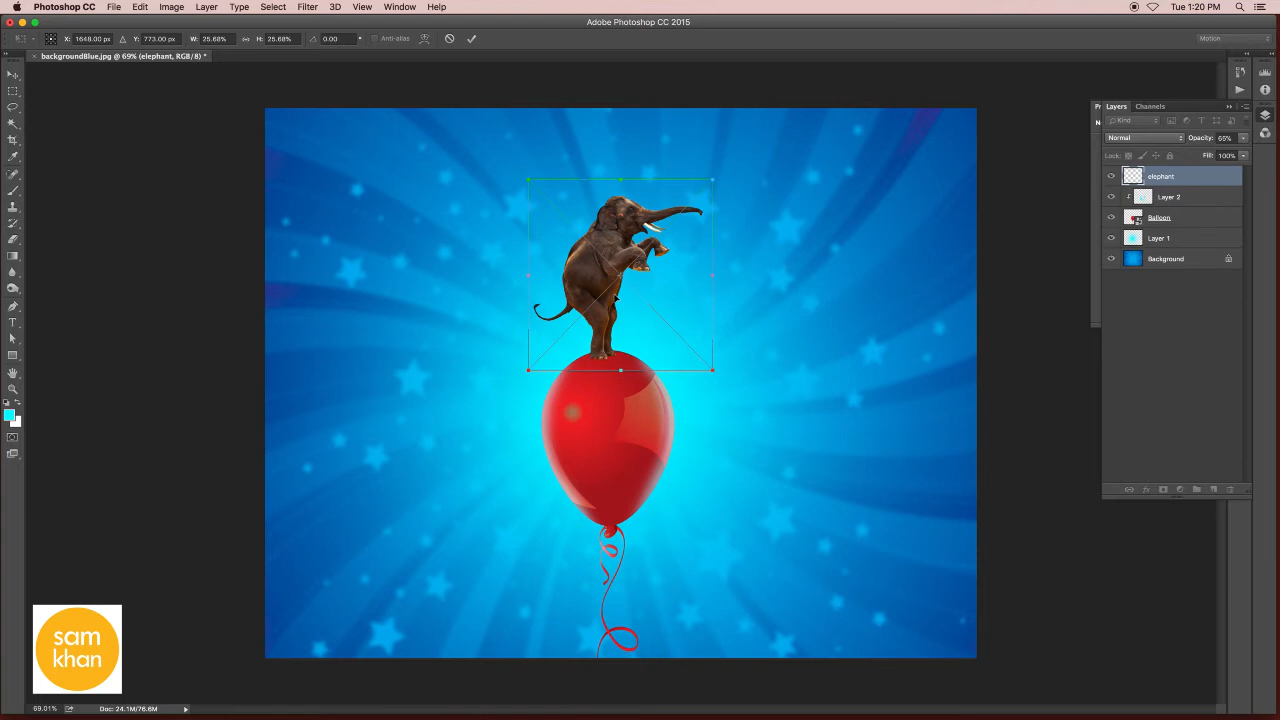 Photoshop CC File Edit Image Layer Type Select Filter 3D View Window Help Tue 1:20 PM
Adobe Photoshop CC 2015
X: 1648.00 px Y: 773.00 px W: 25.68% H: 25.68% 0.00 Anti-alias Motion
backgroundBlue.jpg @ 69% (elephant, RGB/8) *
Layers Channels
Kind
Normal Opacity: 65%
Lock: Fill: 100%
elephant
Layer 2
Balloon
Layer 1
Background
sam
khan
69.01% Doc: 24.1M/76.6M